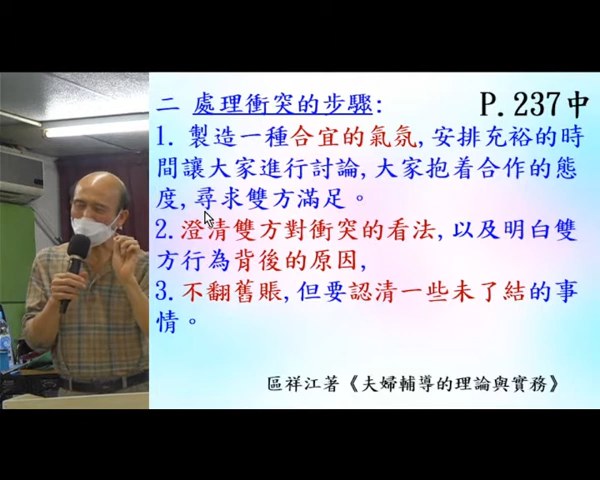 二 處理衝突的步驟: P.237中
1. 製造一種合宜的氣氛,安排充裕的時
間讓大家進行討論,大家抱着合作的態
度,尋求雙方滿足。
2.澄清雙方對衝突的看法,以及明白雙
方行為背後的原因,
3.不翻舊賬,但要認清一些未了結的事
情。
區祥江著《夫婦輔導的理論與實務》